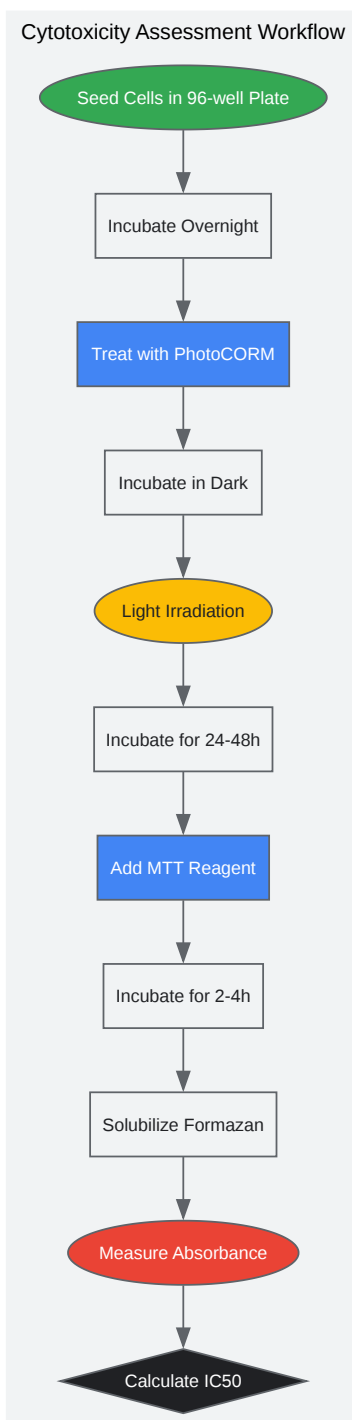 Cytotoxicity Assessment Workflow
Seed Cells in 96-well Plate
Incubate Overnight
Treat with PhotoCORM
Incubate in Dark
Light Irradiation
Incubate for 24-48h
Add MTT Reagent
Incubate for 2-4h
Solubilize Formazan
Measure Absorbance
Calculate IC50